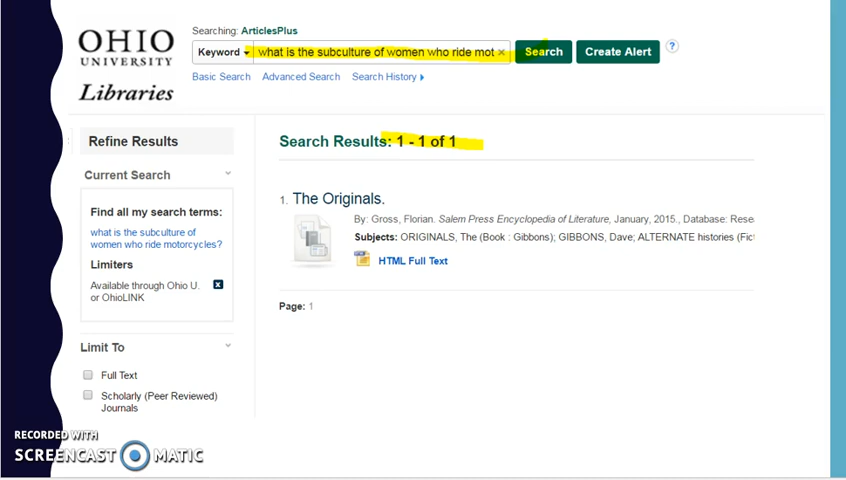 Searching: ArticlesPlus
OHIO
UNIVERSITY
Libraries
Keyword what is the subculture of women who ride mot × Search Create Alert ?
Basic Search Advanced Search Search History
Refine Results
Search Results: 1 - 1 of 1
Current Search
Find all my search terms:
what is the subculture of
women who ride motorcycles?
Limiters
Available through Ohio U. x
or OhioLINK
1. The Originals.
By: Gross, Florian. Salem Press Encyclopedia of Literature, January, 2015., Database: Rese
Subjects: ORIGINALS, The (Book : Gibbons); GIBBONS, Dave; ALTERNATE histories (Fict
HTML Full Text
Page: 1
Limit To
Full Text
Scholarly (Peer Reviewed)
Journals
RECORDED WITH
SCREENCAST MATIC